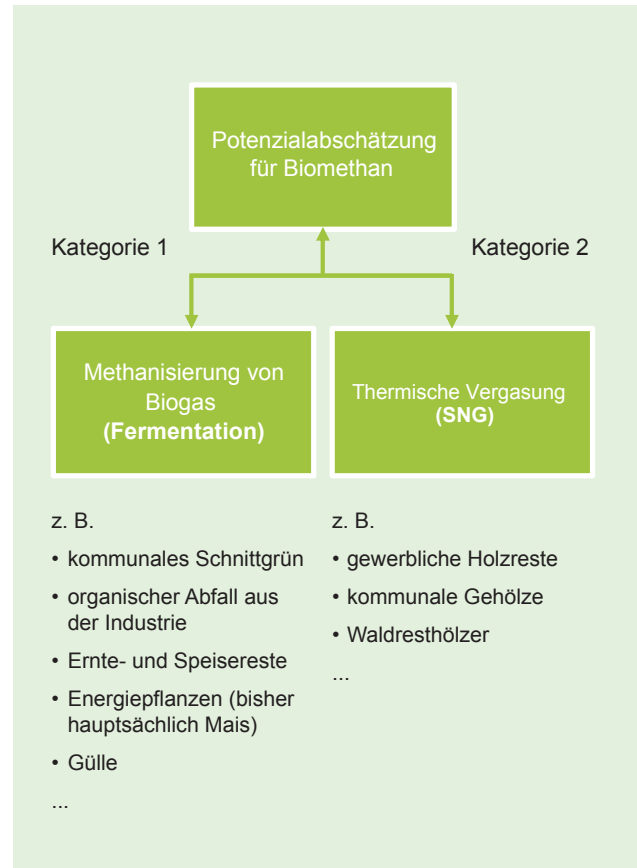 Potenzialabschätzung
für Biomethan
Kategorie 1
Kategorie 2
Methanisierung von
Biogas
(Fermentation)
Thermische Vergasung
(SNG)
z. B.
• kommunales Schnittgrün
• organischer Abfall aus
der Industrie
• Ernte- und Speisereste
• Energiepflanzen (bisher
hauptsächlich Mais)
• Gülle
...
z. B.
• gewerbliche Holzreste
• kommunale Gehölze
• Waldresthölzer
...